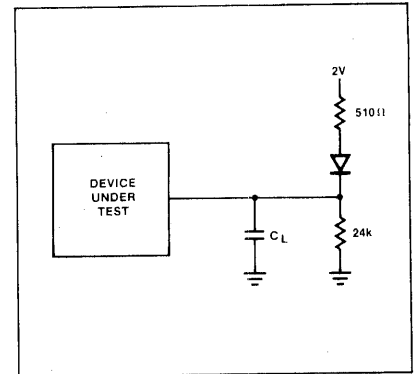 2V
510Ω
DEVICE
UNDER
TEST
CL
24k